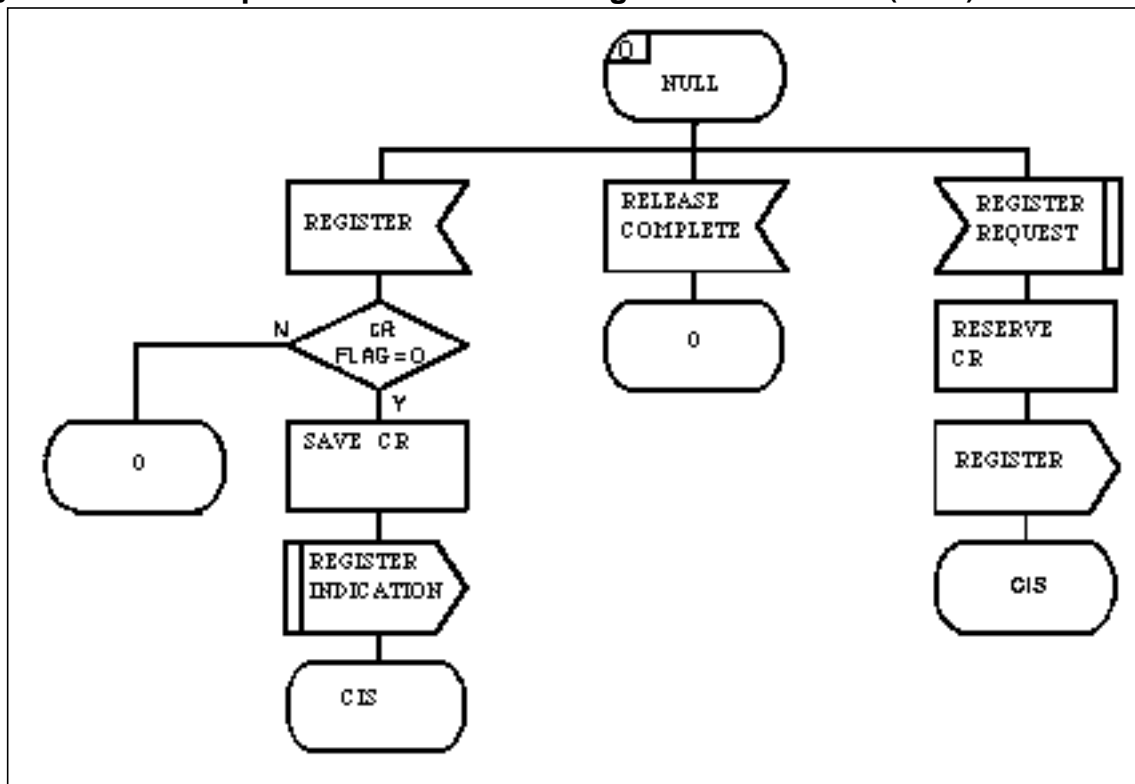 0
NULL
REGISTER
RELEASE
COMPLETE
REGISTER
REQUEST
N
FLAG=0
Y
0
RESERVE
CR
0
SAVE CR
REGISTER
REGISTER
INDICATION
CIS
CIS